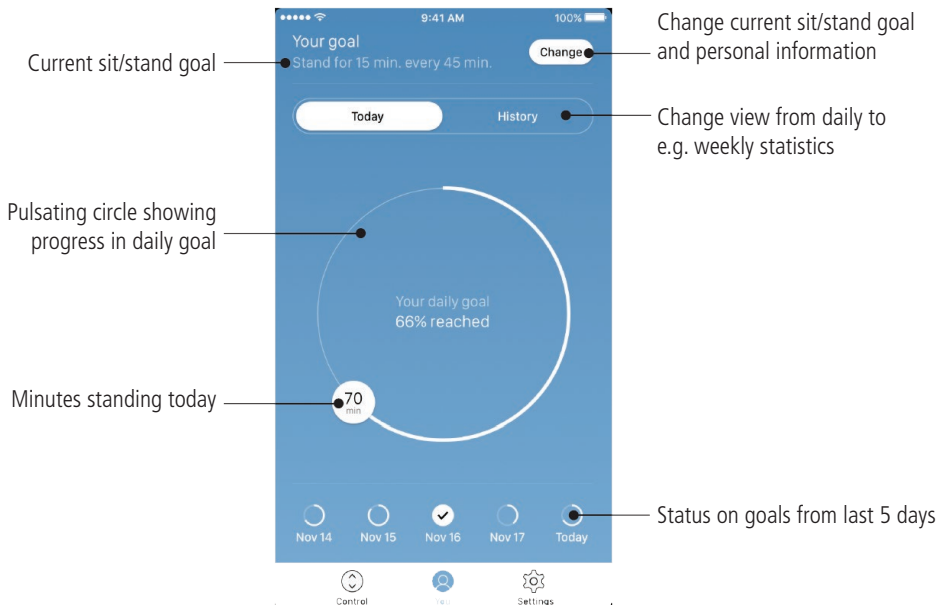 9:41 AM
100%
Your goal
Stand for 15 min. every 45 min.
Change
Change current sit/stand goal
and personal information
Current sit/stand goal
Today
History
Change view from daily to
e.g. weekly statistics
Pulsating circle showing
progress in daily goal
Your daily goal
66% reached
Minutes standing today
70
min
Status on goals from last 5 days
Nov 14
Nov 15
Nov 16
Nov 17
Today
Control
You
Settings